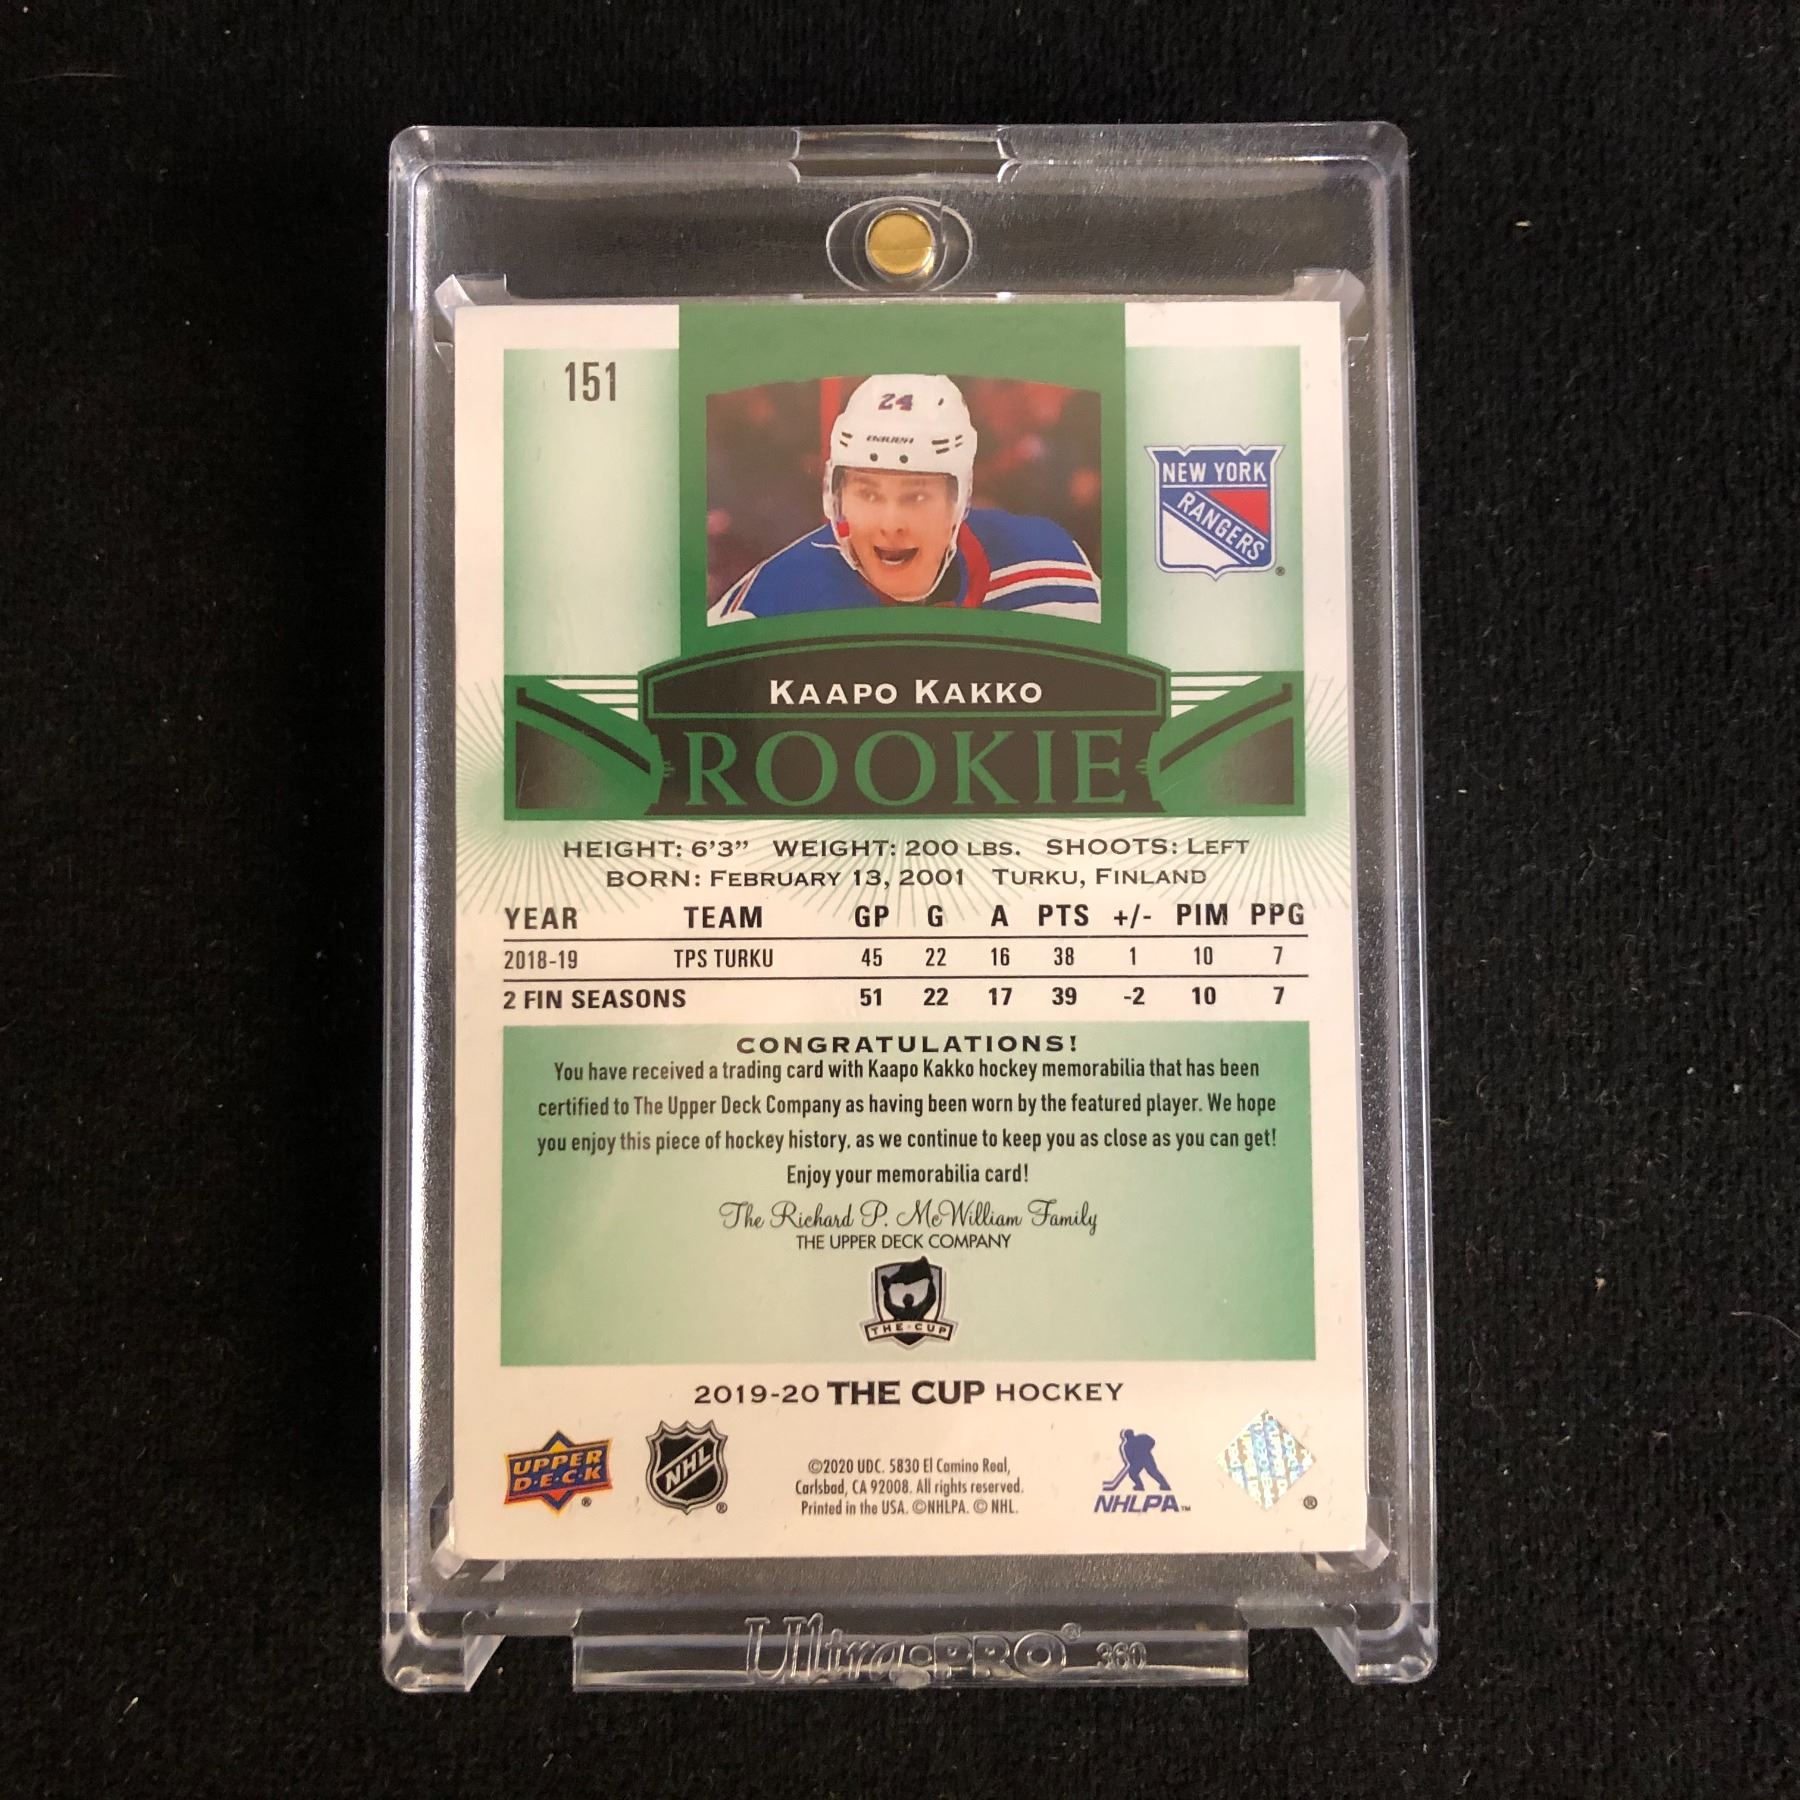 151
24
BAUER
NEW YORK
RANGERS
®
KAAPO KAKKO
ROOKIE
HEIGHT: 6'3” WEIGHT: 200 LBS. SHOOTS: LEFT
BORN: FEBRUARY 13, 2001 TURKU, FINLAND
YEAR TEAM GP G A PTS +/- PIM PPG
2018-19 TPS TURKU 45 22 16 38 1 10 7
2 FIN SEASONS 51 22 17 39 -2 10 7
CONGRATULATIONS!
You have received a trading card with Kaapo Kakko hockey memorabilia that has been
certified to The Upper Deck Company as having been worn by the featured player. We hope
you enjoy this piece of hockey history, as we continue to keep you as close as you can get!
Enjoy your memorabilia card!
The Richard P. McWilliam Family
THE UPPER DECK COMPANY
THE CUP
2019-20 THE CUP HOCKEY
UPPER
D·E·C·K
®
NHL
®
©2020 UDC. 5830 El Camino Real,
Carlsbad, CA 92008. All rights reserved.
Printed in the USA. ©NHLPA. © NHL.
NHLPA™
®
Ultra·PRO® 360